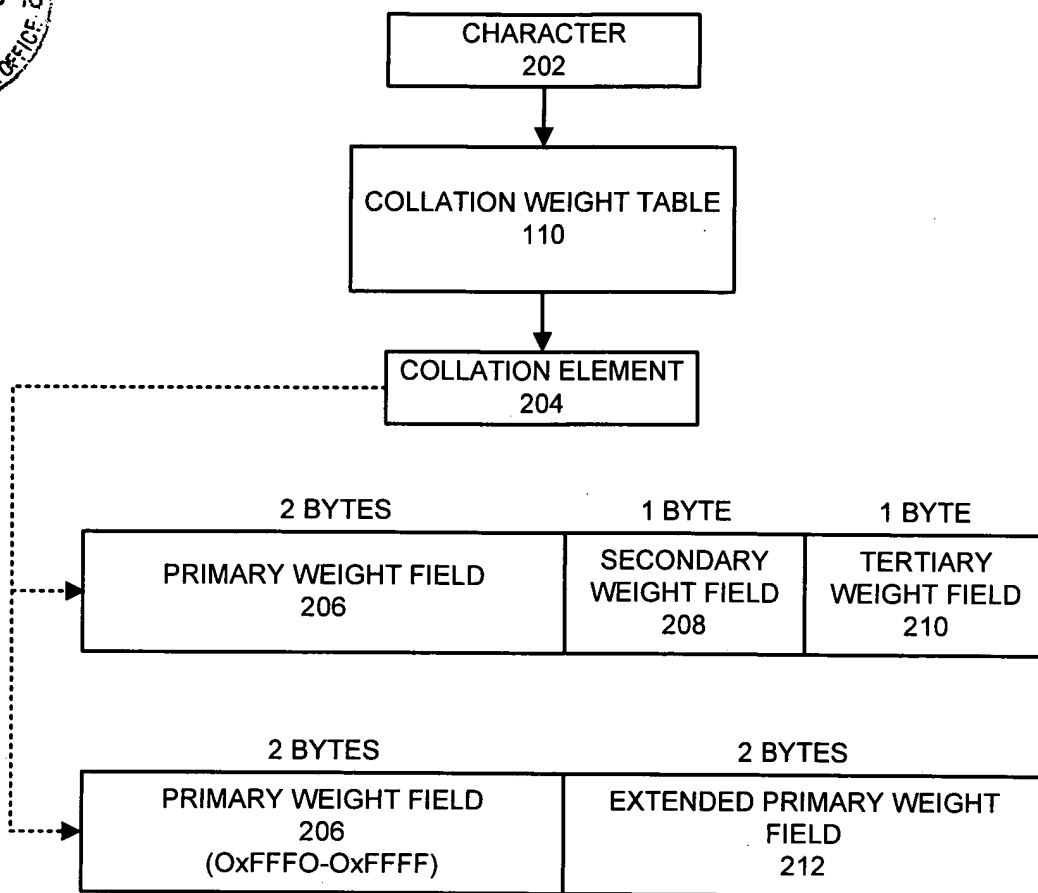 OFFICE
CHARACTER
202
COLLATION WEIGHT TABLE
110
COLLATION ELEMENT
204
2 BYTES
1 BYTE
1 BYTE
PRIMARY WEIGHT FIELD
206
SECONDARY
WEIGHT FIELD
208
TERTIARY
WEIGHT FIELD
210
2 BYTES
2 BYTES
PRIMARY WEIGHT FIELD
206
(OxFFFO-OxFFFF)
EXTENDED PRIMARY WEIGHT
FIELD
212